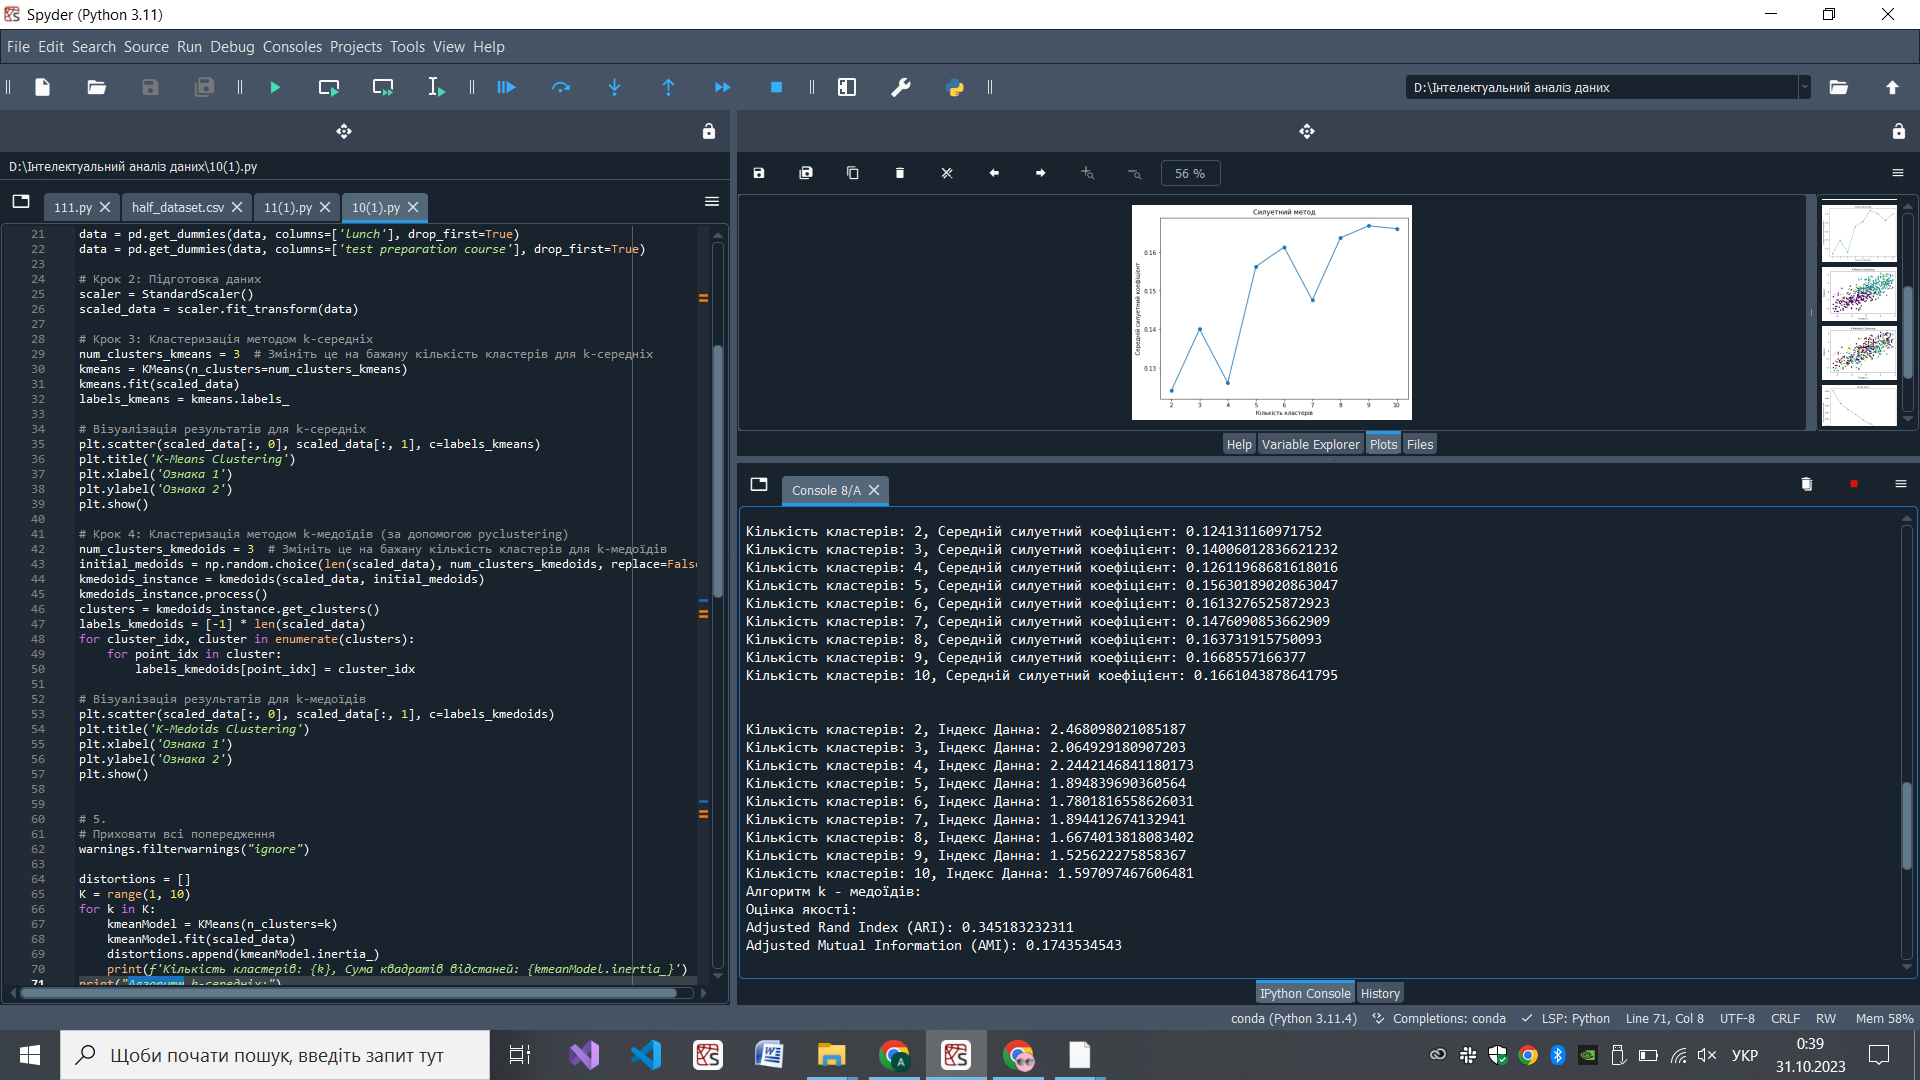 Spyder (Python 3.11)
File Edit Search Source Run Debug Consoles Projects Tools View Help
D:\Інтелектуальний аналіз даних
D:\Інтелектуальний аналіз даних\10(1).py
111.py
half_dataset.csv
11(1).py
10(1).py
21 data = pd.get_dummies(data, columns=['lunch'], drop_first=True)
22 data = pd.get_dummies(data, columns=['test preparation course'], drop_first=True)
23
24 # Крок 2: Підготовка даних
25 scaler = StandardScaler()
26 scaled_data = scaler.fit_transform(data)
27
28 # Крок 3: Кластеризація методом k-середніх
29 num_clusters_kmeans = 3  # Змініть це на бажану кількість кластерів для k-середніх
30 kmeans = KMeans(n_clusters=num_clusters_kmeans)
31 kmeans.fit(scaled_data)
32 labels_kmeans = kmeans.labels_
33
34 # Візуалізація результатів для k-середніх
35 plt.scatter(scaled_data[:, 0], scaled_data[:, 1], c=labels_kmeans)
36 plt.title('K-Means Clustering')
37 plt.xlabel('Ознака 1')
38 plt.ylabel('Ознака 2')
39 plt.show()
40
41 # Крок 4: Кластеризація методом k-медоїдів (за допомогою pyclustering)
42 num_clusters_kmedoids = 3  # Змініть це на бажану кількість кластерів для k-медоїдів
43 initial_medoids = np.random.choice(len(scaled_data), num_clusters_kmedoids, replace=Fals
44 kmedoids_instance = kmedoids(scaled_data, initial_medoids)
45 kmedoids_instance.process()
46 clusters = kmedoids_instance.get_clusters()
47 labels_kmedoids = [-1] * len(scaled_data)
48 for cluster_idx, cluster in enumerate(clusters):
49     for point_idx in cluster:
50         labels_kmedoids[point_idx] = cluster_idx
51
52 # Візуалізація результатів для k-медоїдів
53 plt.scatter(scaled_data[:, 0], scaled_data[:, 1], c=labels_kmedoids)
54 plt.title('K-Medoids Clustering')
55 plt.xlabel('Ознака 1')
56 plt.ylabel('Ознака 2')
57 plt.show()
58
59
60 # 5.
61 # Приховати всі попередження
62 warnings.filterwarnings("ignore")
63
64 distortions = []
65 K = range(1, 10)
66 for k in K:
67     kmeanModel = KMeans(n_clusters=k)
68     kmeanModel.fit(scaled_data)
69     distortions.append(kmeanModel.inertia_)
70     print(f'Кількість кластерів: {k}, Сума квадратів відстаней: {kmeanModel.inertia_}')
71 print("Алгоритм k-середніх:")
56 %
Силуетний метод
Середній силуетний коефіцієнт
0.16
0.15
0.14
0.13
2 3 4 5 6 7 8 9 10
Кількість кластерів
Help Variable Explorer Plots Files
Console 8/A
Кількість кластерів: 2, Середній силуетний коефіцієнт: 0.124131160971752
Кількість кластерів: 3, Середній силуетний коефіцієнт: 0.14006012836621232
Кількість кластерів: 4, Середній силуетний коефіцієнт: 0.12611968681618016
Кількість кластерів: 5, Середній силуетний коефіцієнт: 0.15630189020863047
Кількість кластерів: 6, Середній силуетний коефіцієнт: 0.1613276525872923
Кількість кластерів: 7, Середній силуетний коефіцієнт: 0.1476090853662909
Кількість кластерів: 8, Середній силуетний коефіцієнт: 0.163731915750093
Кількість кластерів: 9, Середній силуетний коефіцієнт: 0.1668557166377
Кількість кластерів: 10, Середній силуетний коефіцієнт: 0.1661043878641795
Кількість кластерів: 2, Індекс Данна: 2.468098021085187
Кількість кластерів: 3, Індекс Данна: 2.064929180907203
Кількість кластерів: 4, Індекс Данна: 2.2442146841180173
Кількість кластерів: 5, Індекс Данна: 1.894839690360564
Кількість кластерів: 6, Індекс Данна: 1.7801816558626031
Кількість кластерів: 7, Індекс Данна: 1.894412674132941
Кількість кластерів: 8, Індекс Данна: 1.6674013818083402
Кількість кластерів: 9, Індекс Данна: 1.525622275858367
Кількість кластерів: 10, Індекс Данна: 1.597097467606481
Алгоритм k - медоїдів:
Оцінка якості:
Adjusted Rand Index (ARI): 0.345183232311
Adjusted Mutual Information (AMI): 0.1743534543
IPython Console History
conda (Python 3.11.4) Completions: conda LSP: Python Line 71, Col 8 UTF-8 CRLF RW Mem 58%
Щоби почати пошук, введіть запит тут
УКР
0:39
31.10.2023